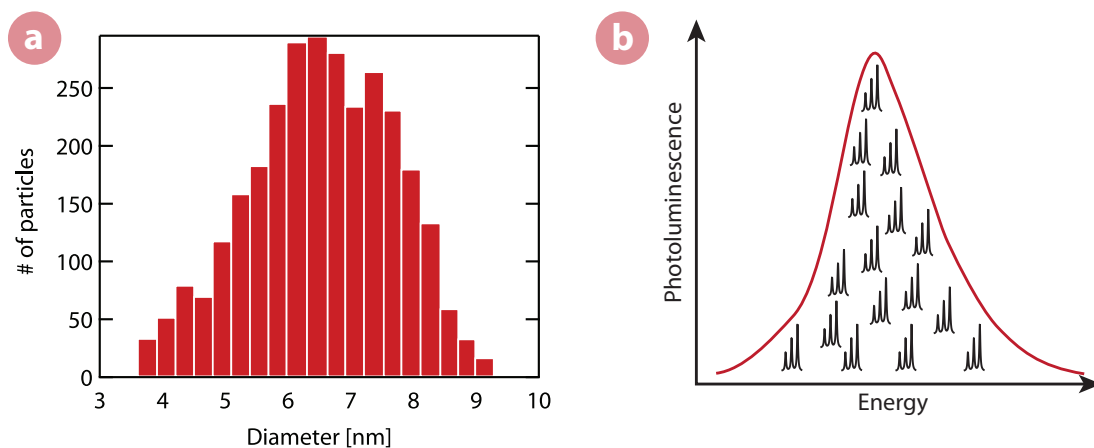 a
250
200
150
100
50
0
# of particles
3 4 5 6 7 8 9 10
Diameter [nm]
b
Photoluminescence
Energy